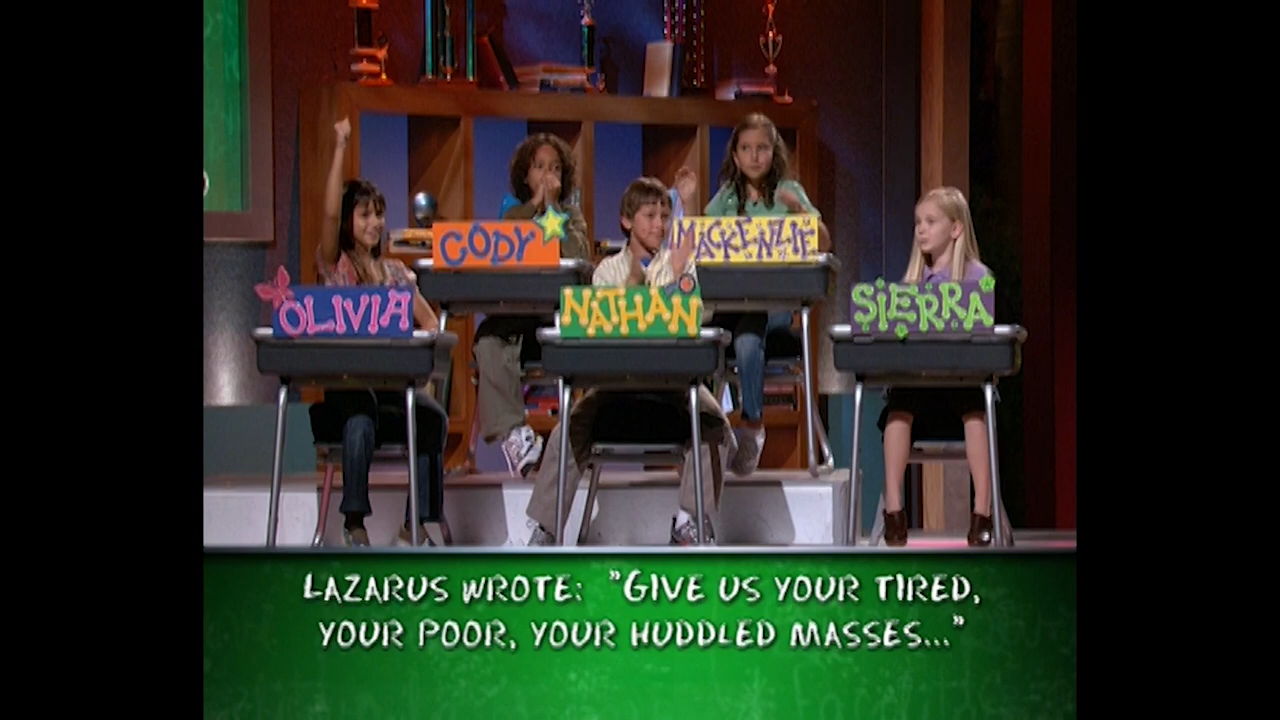 CODY
MACKENZIE
OLIVIA
NATHAN
SIERRA
LAZARUS WROTE: "GIVE US YOUR TIRED,
YOUR POOR, YOUR HUDDLED MASSES..."